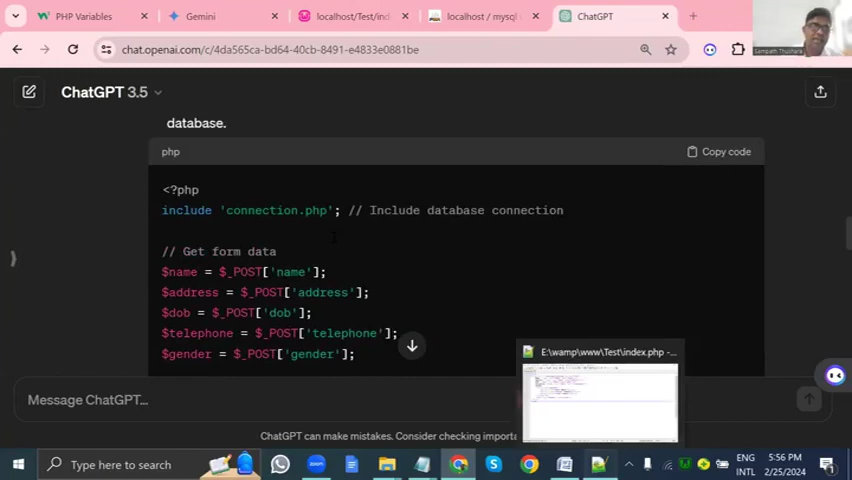 PHP Variables
Gemini
localhost/Test/ind
localhost / mysql
ChatGPT
chat.openai.com/c/4da565ca-bd64-40cb-8491-e4833e0881be
Sampath Thushara
ChatGPT 3.5
database.
php
Copy code
<?php
include 'connection.php'; // Include database connection
// Get form data
$name = $_POST['name'];
$address = $_POST['address'];
$dob = $_POST['dob'];
$telephone = $_POST['telephone'];
$gender = $_POST['gender'];
E:\wamp\www\Test\index.php -...
Message ChatGPT...
ChatGPT can make mistakes. Consider checking importa
Type here to search
ENG
INTL
5:56 PM
2/25/2024